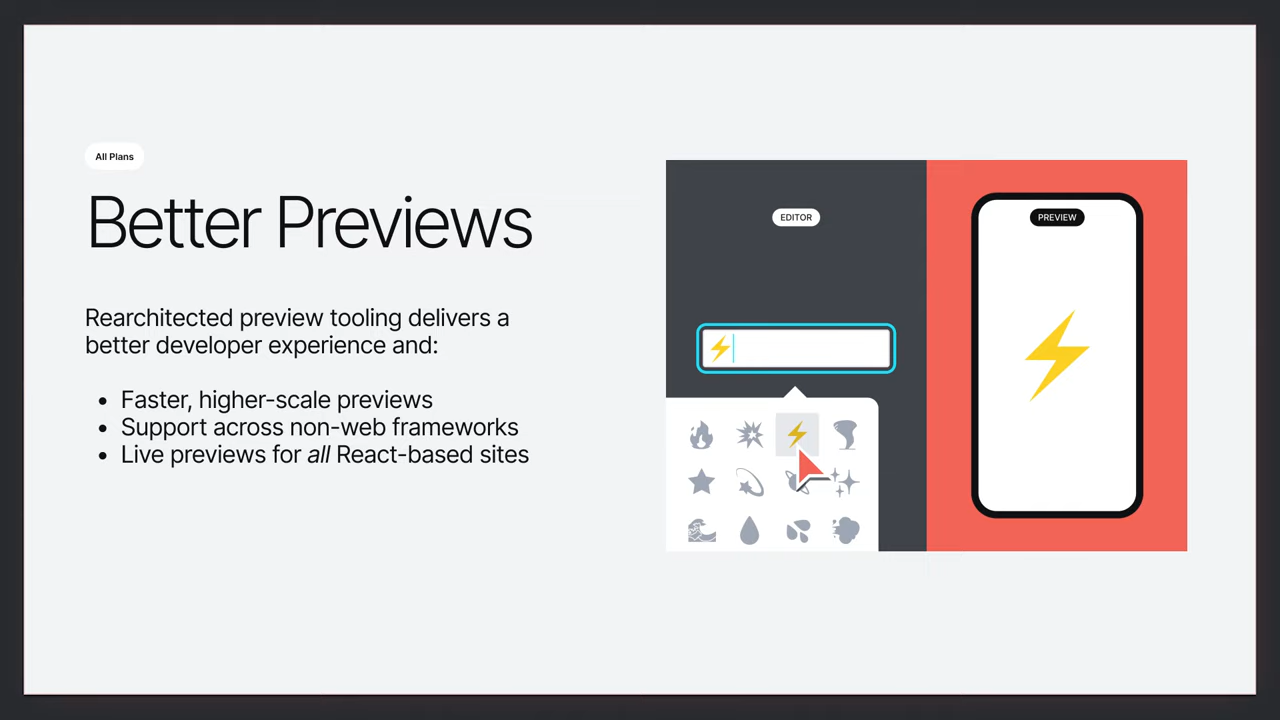 All Plans
Better Previews
Rearchitected preview tooling delivers a
better developer experience and:
• Faster, higher-scale previews
• Support across non-web frameworks
• Live previews for all React-based sites
EDITOR
PREVIEW